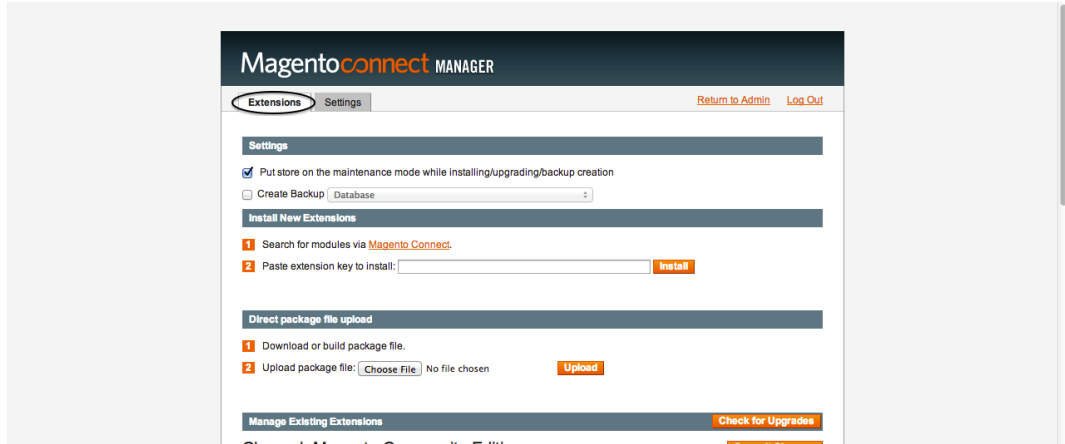 Magentoconnect MANAGER
Extensions Settings Return to Admin Log Out
Settings
Put store on the maintenance mode while installing/upgrading/backup creation
Create Backup Database
Install New Extensions
1 Search for modules via Magento Connect.
2 Paste extension key to install: Install
Direct package file upload
1 Download or build package file.
2 Upload package file: Choose File No file chosen Upload
Manage Existing Extensions Check for Upgrades